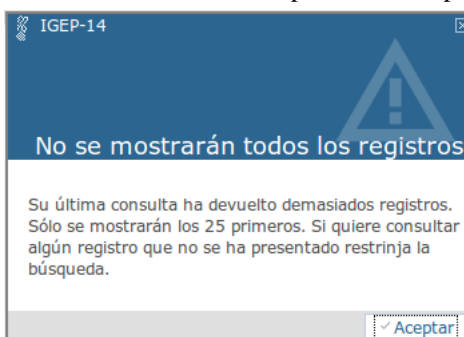 IGEP-14
No se mostrarán todos los registros
Su última consulta ha devuelto demasiados registros.
Sólo se mostrarán los 25 primeros. Si quiere consultar
algún registro que no se ha presentado restrinja la
búsqueda.
Aceptar